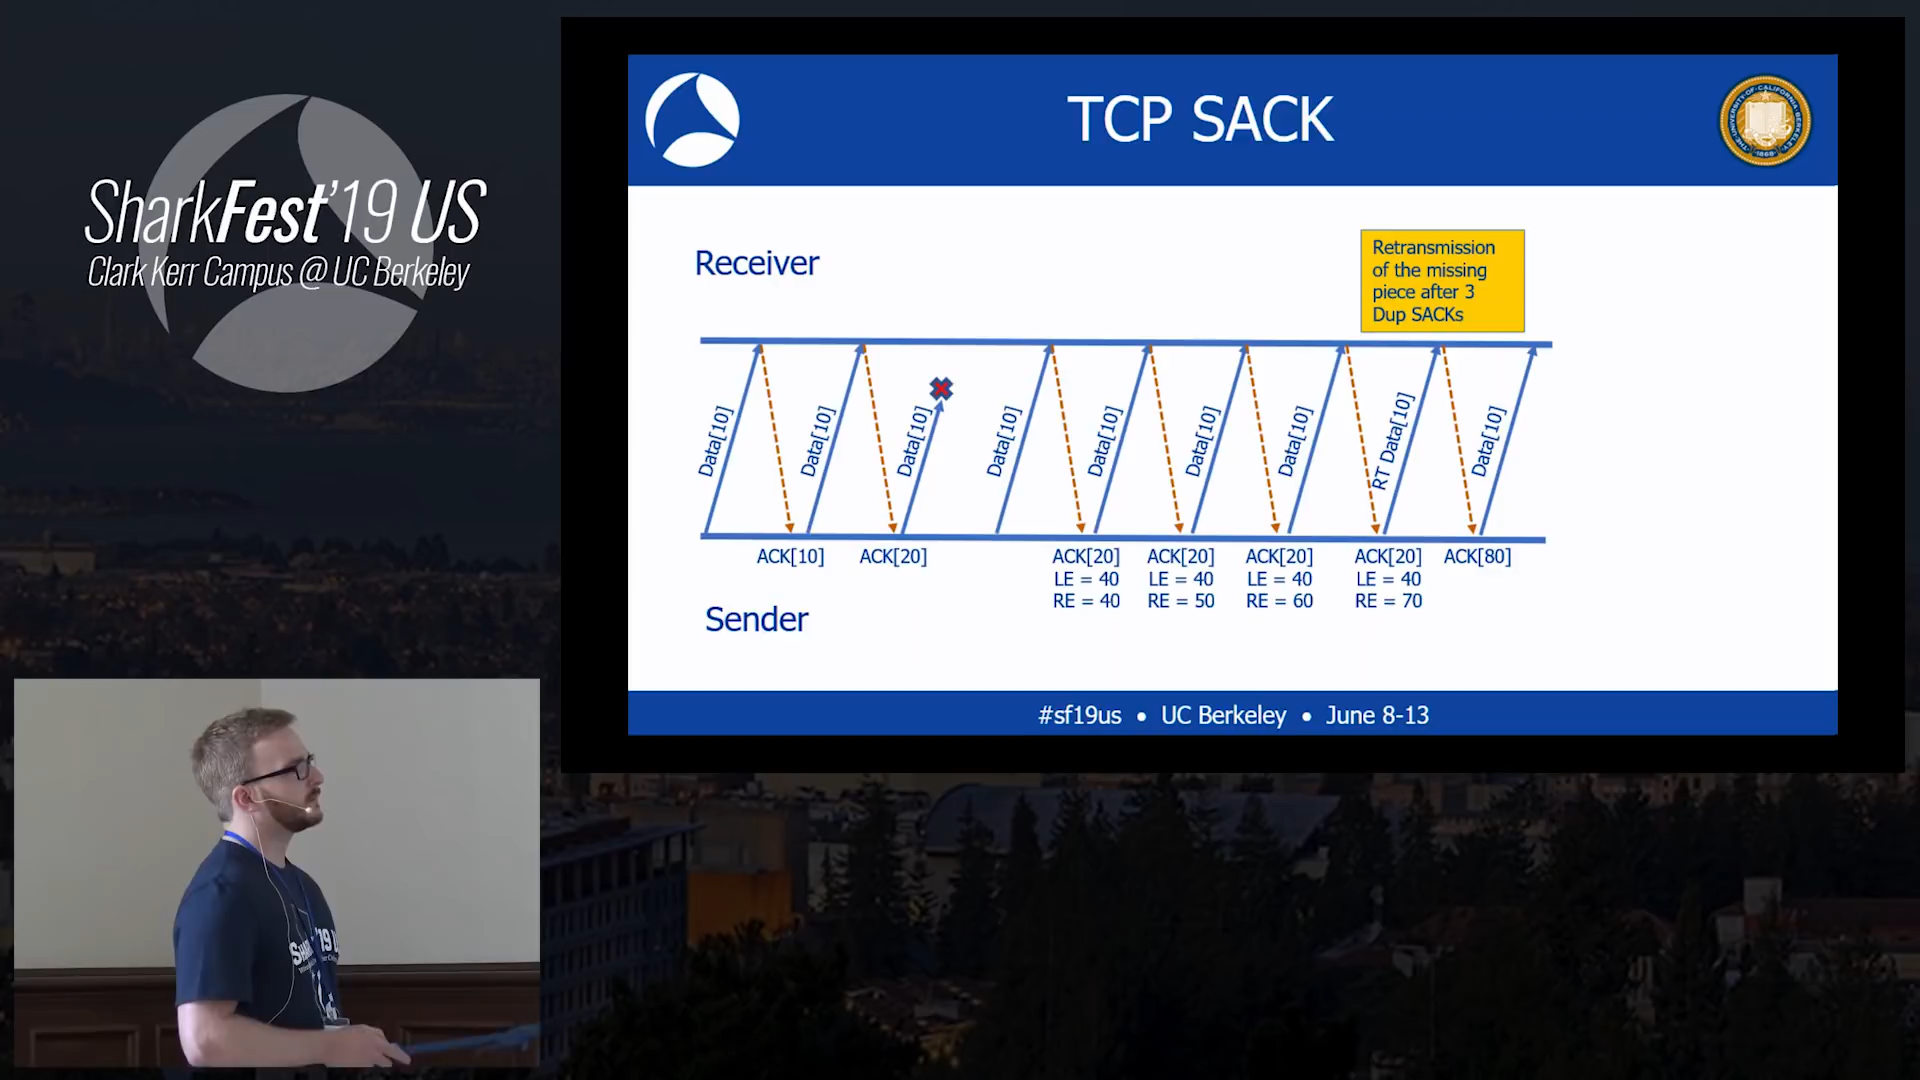 SharkFest'19 US
Clark Kerr Campus @ UC Berkeley
TCP SACK
Receiver
Retransmission
of the missing
piece after 3
Dup SACKs
Data[10]
Data[10]
Data[10]
Data[10]
Data[10]
Data[10]
Data[10]
RT Data[10]
Data[10]
ACK[10]
ACK[20]
ACK[20]
LE = 40
RE = 40
ACK[20]
LE = 40
RE = 50
ACK[20]
LE = 40
RE = 60
ACK[20]
LE = 40
RE = 70
ACK[80]
Sender
#sf19us • UC Berkeley • June 8-13